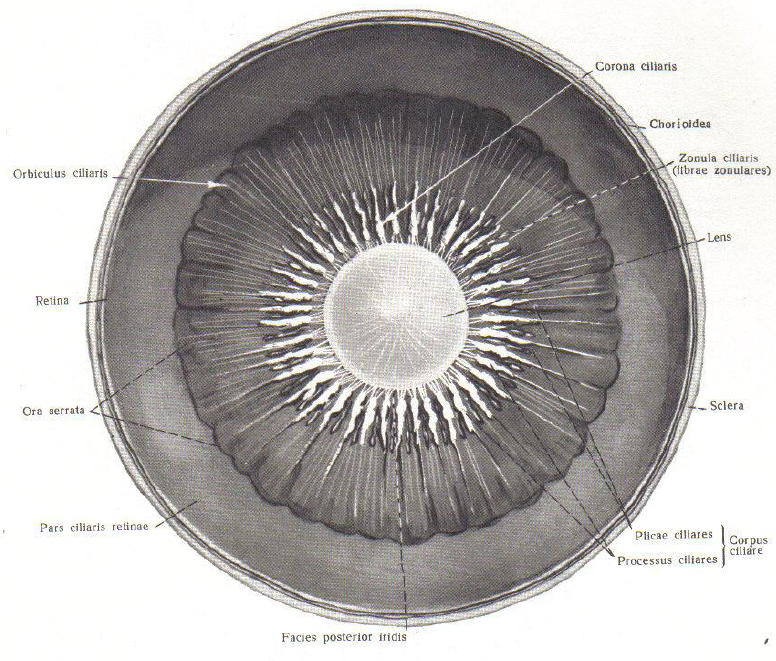 Corona ciliaris
Chorioidea
Zonula ciliaris
(librae zonulares)
Orbiculus ciliaris
Lens
Retina
Ora serrata
Sclera
Pars ciliaris retinae
Plicae ciliares
Processus ciliares
Corpus
ciliare
Facies posterior iridis